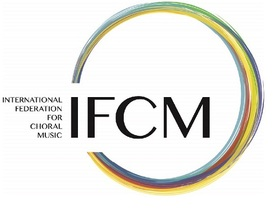 INTERNATIONAL
FEDERATION
FOR
CHORAL
MUSIC
IFCM